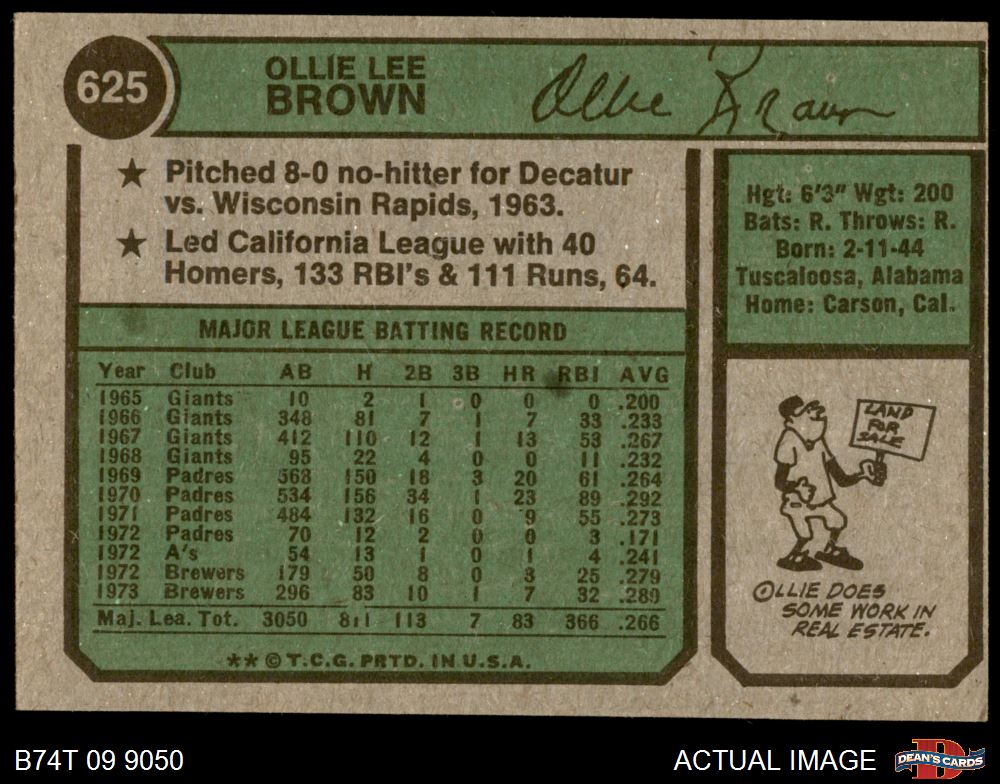 625
OLLIE LEE
BROWN
Ollie Brown
★ Pitched 8-0 no-hitter for Decatur
vs. Wisconsin Rapids, 1963.
★ Led California League with 40
Homers, 133 RBI's & 111 Runs, 64.
Hgt: 6'3" Wgt: 200
Bats: R. Throws: R.
Born: 2-11-44
Tuscaloosa, Alabama
Home: Carson, Cal.
MAJOR LEAGUE BATTING RECORD
Year Club AB H 2B 3B HR RBI AVG
1965 Giants 10 2 1 0 0 0 .200
1966 Giants 348 81 7 1 7 33 .233
1967 Giants 412 110 12 1 13 53 .267
1968 Giants 95 22 4 0 0 11 .232
1969 Padres 568 150 18 3 20 61 .264
1970 Padres 534 156 34 1 23 89 .292
1971 Padres 484 132 16 0 9 55 .273
1972 Padres 70 12 2 0 0 3 .171
1972 A's 54 13 1 0 1 4 .241
1972 Brewers 179 50 8 0 3 25 .279
1973 Brewers 296 83 10 1 7 32 .280
Maj. Lea. Tot. 3050 811 113 7 83 366 .266
** © T.C.G. PRTD. IN U.S.A.
LAND
FOR
SALE
OLLIE DOES
SOME WORK IN
REAL ESTATE.
B74T 09 9050
ACTUAL IMAGE
D
DEAN'S CARDS